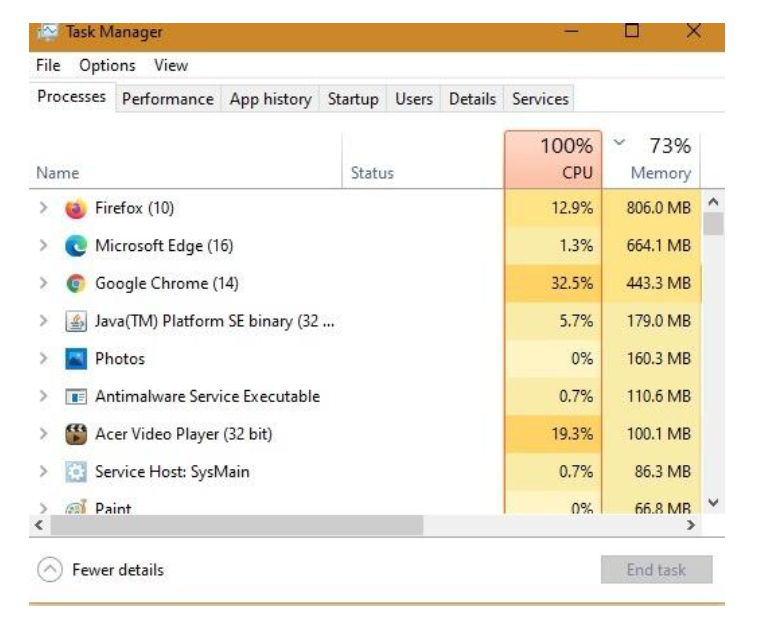 Task Manager
File Options View
Processes Performance App history Startup Users Details Services
100% 73%
Name Status CPU Memory
Firefox (10) 12.9% 806.0 MB
Microsoft Edge (16) 1.3% 664.1 MB
Google Chrome (14) 32.5% 443.3 MB
Java(TM) Platform SE binary (32 ... 5.7% 179.0 MB
Photos 0% 160.3 MB
Antimalware Service Executable 0.7% 110.6 MB
Acer Video Player (32 bit) 19.3% 100.1 MB
Service Host: SysMain 0.7% 86.3 MB
Paint 0% 66.8 MB
Fewer details End task